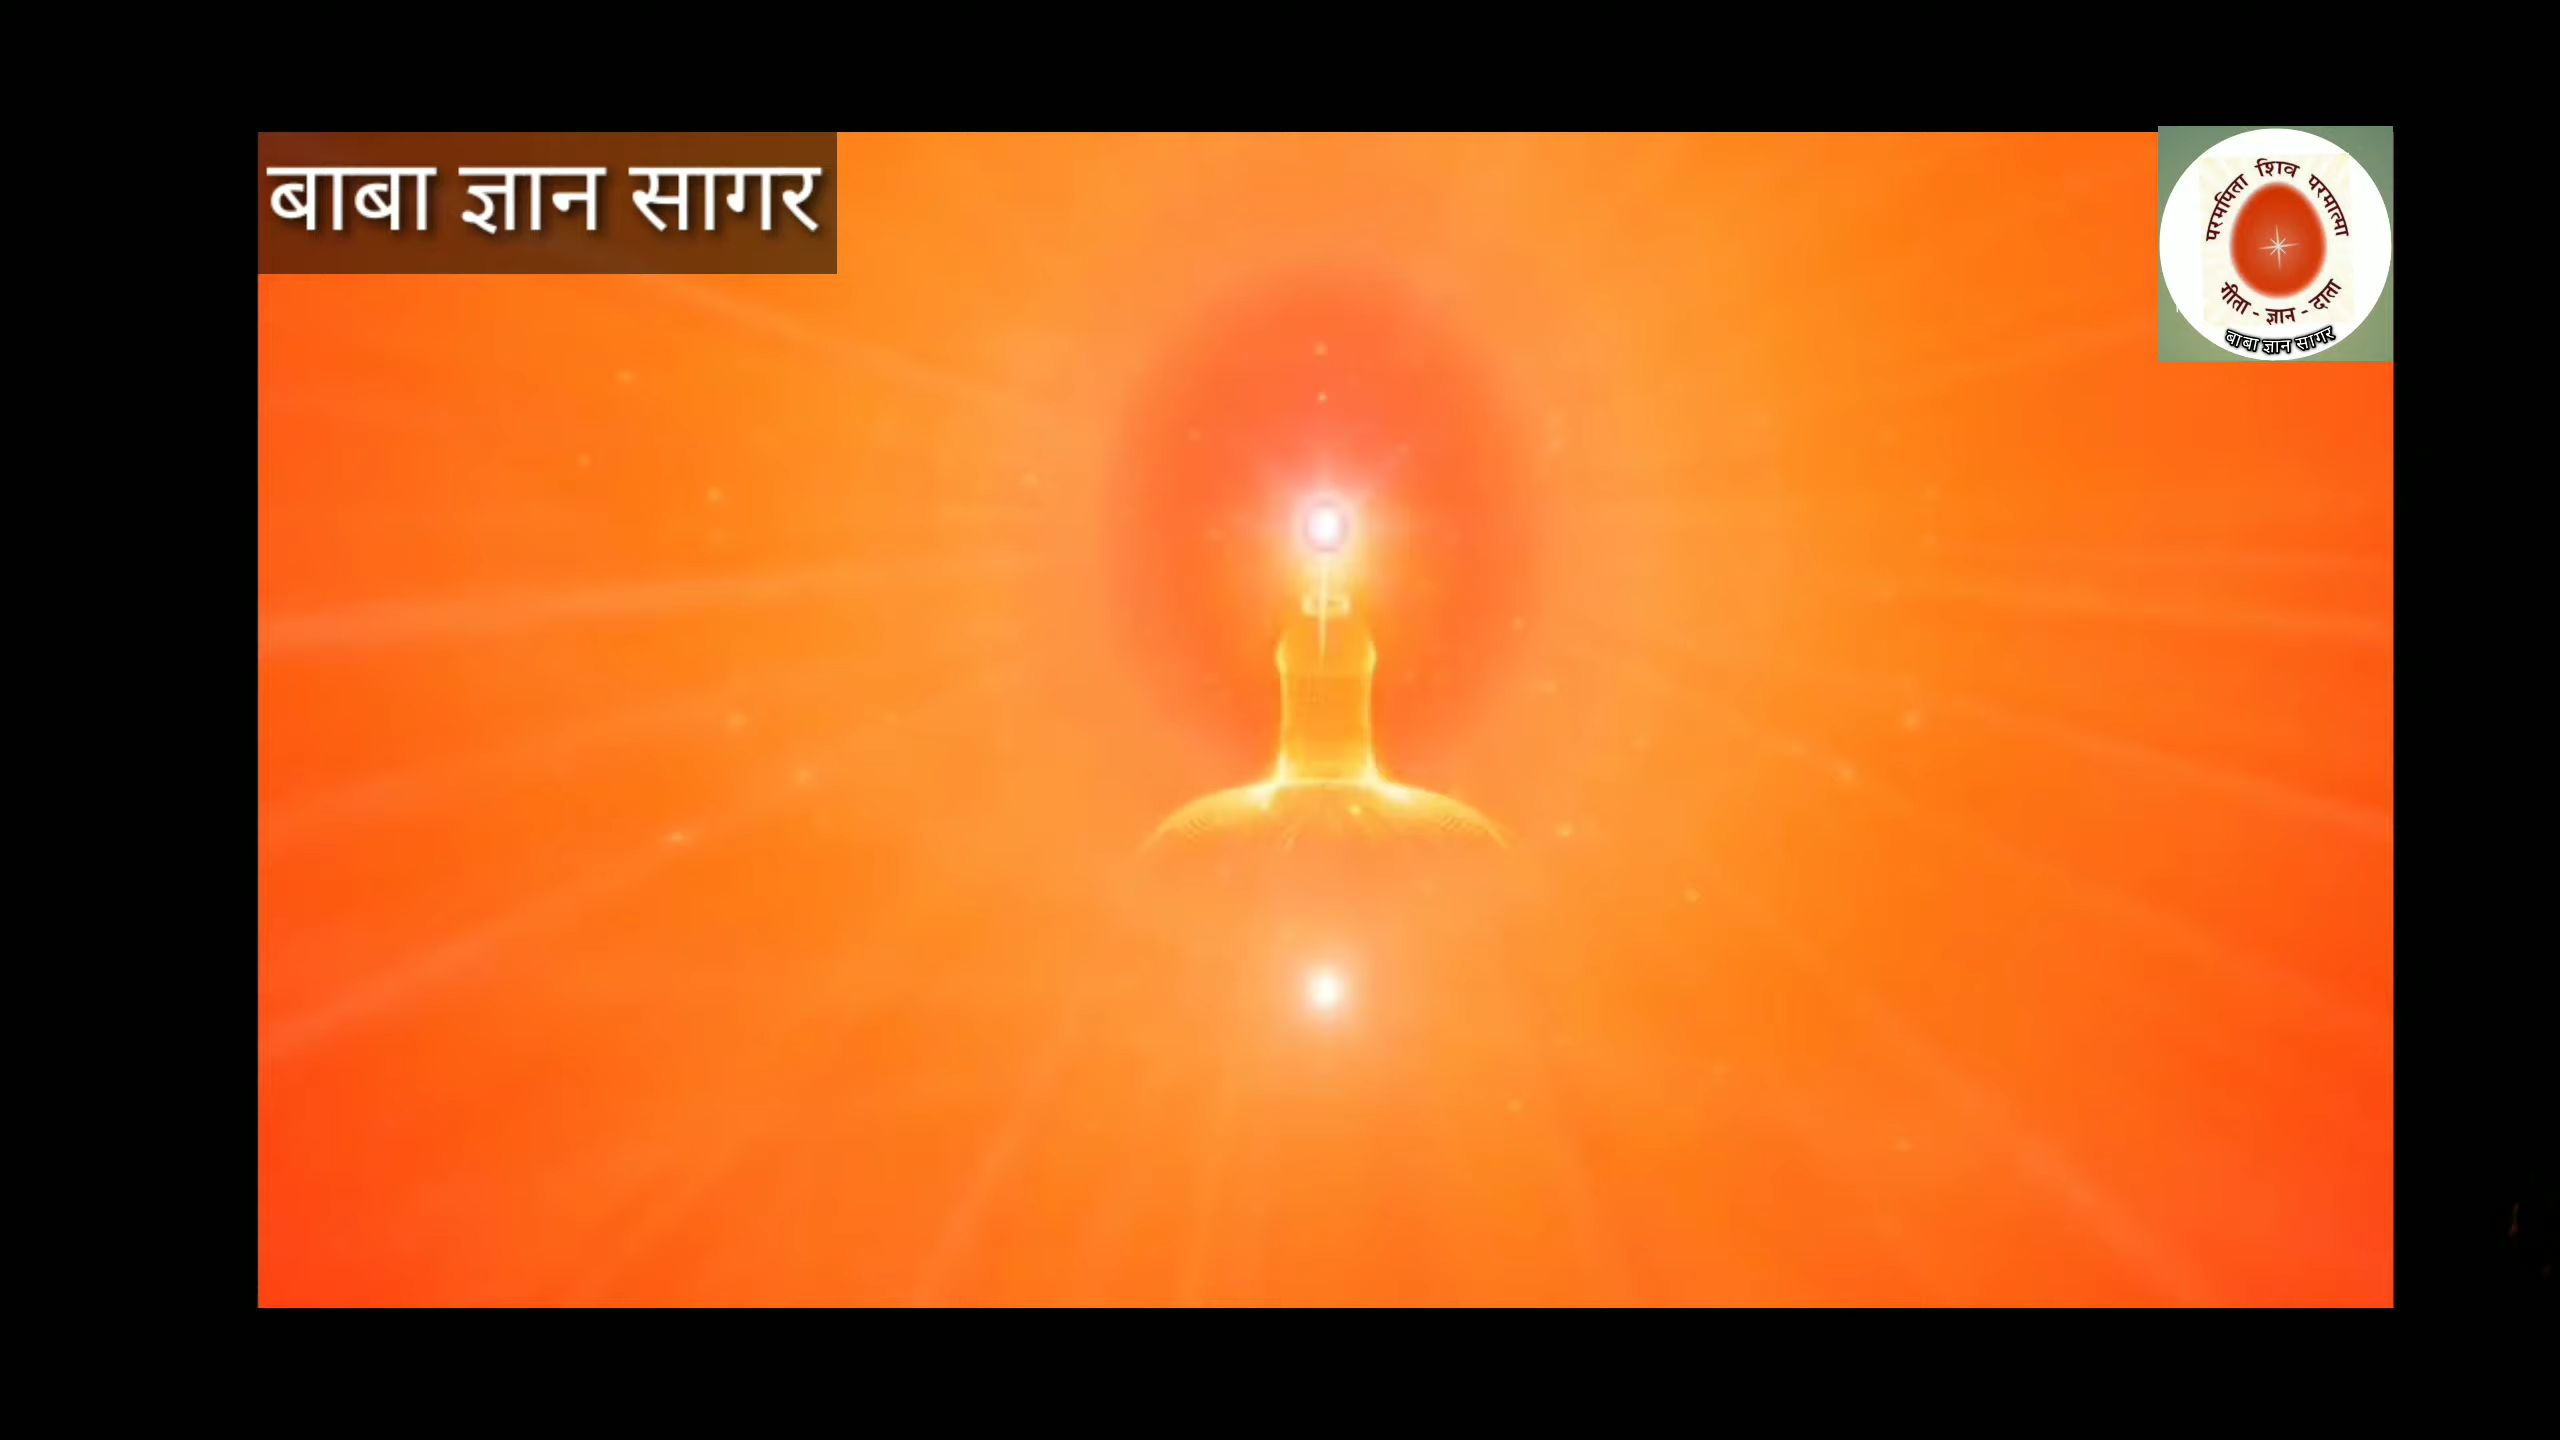 बाबा ज्ञान सागर
परमपिता शिव परमात्मा
गीता - ज्ञान - दाता
बाबा ज्ञान सागर